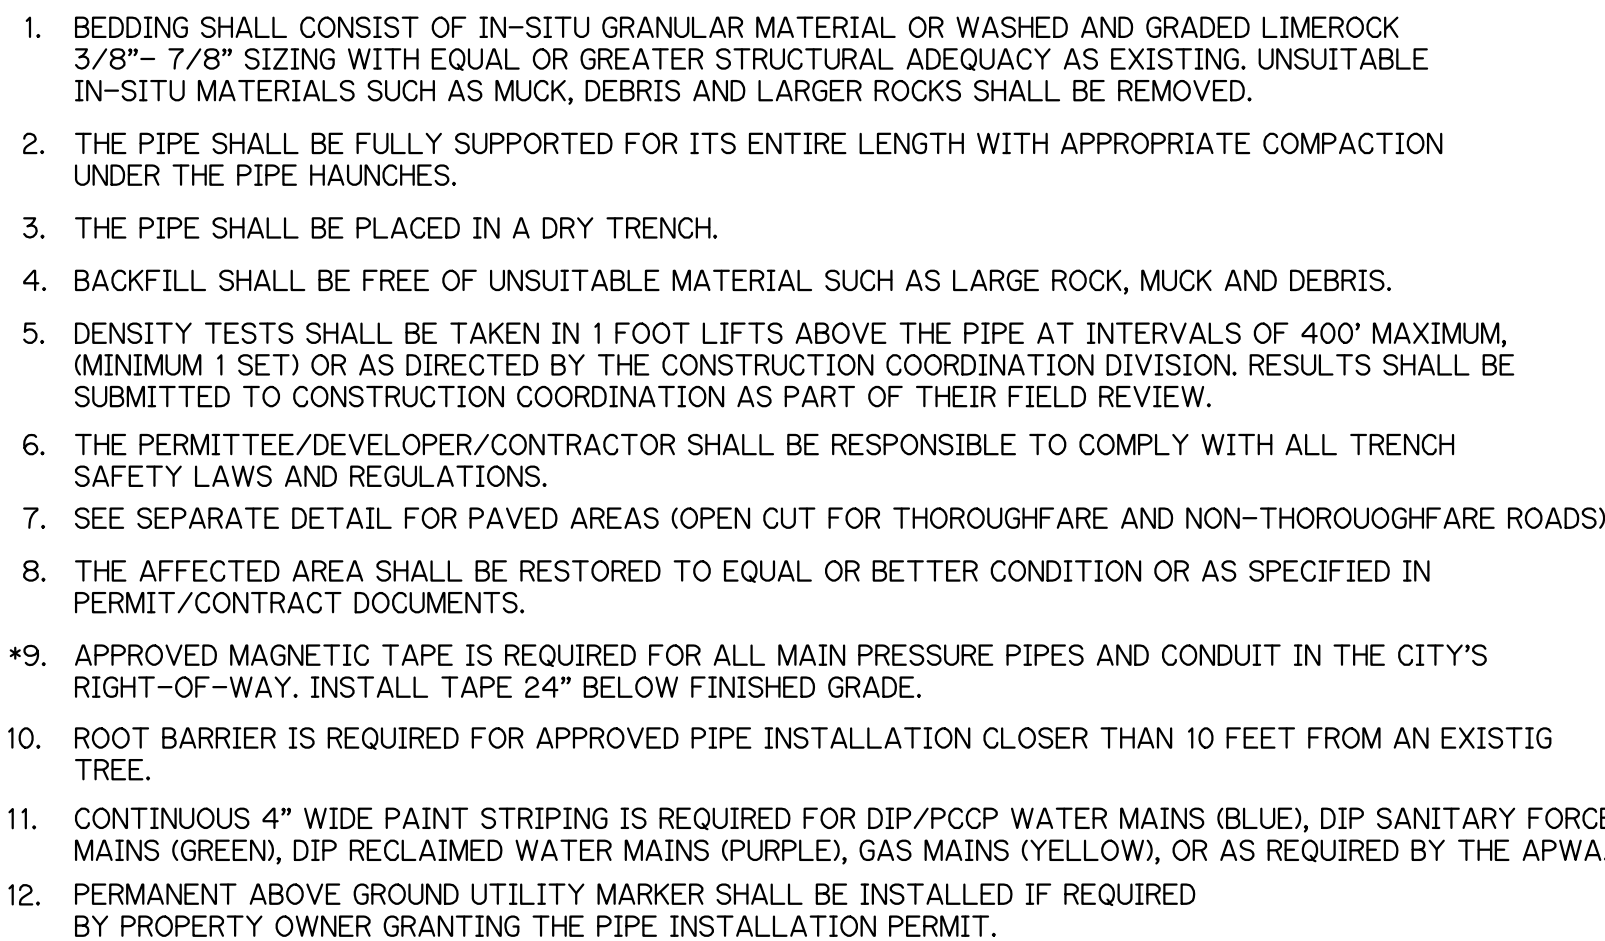 1. BEDDING SHALL CONSIST OF IN-SITU GRANULAR MATERIAL OR WASHED AND GRADED LIMEROCK
3/8"- 7/8" SIZING WITH EQUAL OR GREATER STRUCTURAL ADEQUACY AS EXISTING. UNSUITABLE
IN-SITU MATERIALS SUCH AS MUCK, DEBRIS AND LARGER ROCKS SHALL BE REMOVED.
2. THE PIPE SHALL BE FULLY SUPPORTED FOR ITS ENTIRE LENGTH WITH APPROPRIATE COMPACTION
UNDER THE PIPE HAUNCHES.
3. THE PIPE SHALL BE PLACED IN A DRY TRENCH.
4. BACKFILL SHALL BE FREE OF UNSUITABLE MATERIAL SUCH AS LARGE ROCK, MUCK AND DEBRIS.
5. DENSITY TESTS SHALL BE TAKEN IN 1 FOOT LIFTS ABOVE THE PIPE AT INTERVALS OF 400' MAXIMUM,
(MINIMUM 1 SET) OR AS DIRECTED BY THE CONSTRUCTION COORDINATION DIVISION. RESULTS SHALL BE
SUBMITTED TO CONSTRUCTION COORDINATION AS PART OF THEIR FIELD REVIEW.
6. THE PERMITTEE/DEVELOPER/CONTRACTOR SHALL BE RESPONSIBLE TO COMPLY WITH ALL TRENCH
SAFETY LAWS AND REGULATIONS.
7. SEE SEPARATE DETAIL FOR PAVED AREAS (OPEN CUT FOR THOROUGHFARE AND NON-THOROUOGHFARE ROADS)
8. THE AFFECTED AREA SHALL BE RESTORED TO EQUAL OR BETTER CONDITION OR AS SPECIFIED IN
PERMIT/CONTRACT DOCUMENTS.
*9. APPROVED MAGNETIC TAPE IS REQUIRED FOR ALL MAIN PRESSURE PIPES AND CONDUIT IN THE CITY'S
RIGHT-OF-WAY. INSTALL TAPE 24" BELOW FINISHED GRADE.
10. ROOT BARRIER IS REQUIRED FOR APPROVED PIPE INSTALLATION CLOSER THAN 10 FEET FROM AN EXISTIG
TREE.
11. CONTINUOUS 4" WIDE PAINT STRIPING IS REQUIRED FOR DIP/PCCP WATER MAINS (BLUE), DIP SANITARY FORCE
MAINS (GREEN), DIP RECLAIMED WATER MAINS (PURPLE), GAS MAINS (YELLOW), OR AS REQUIRED BY THE APWA.
12. PERMANENT ABOVE GROUND UTILITY MARKER SHALL BE INSTALLED IF REQUIRED
BY PROPERTY OWNER GRANTING THE PIPE INSTALLATION PERMIT.